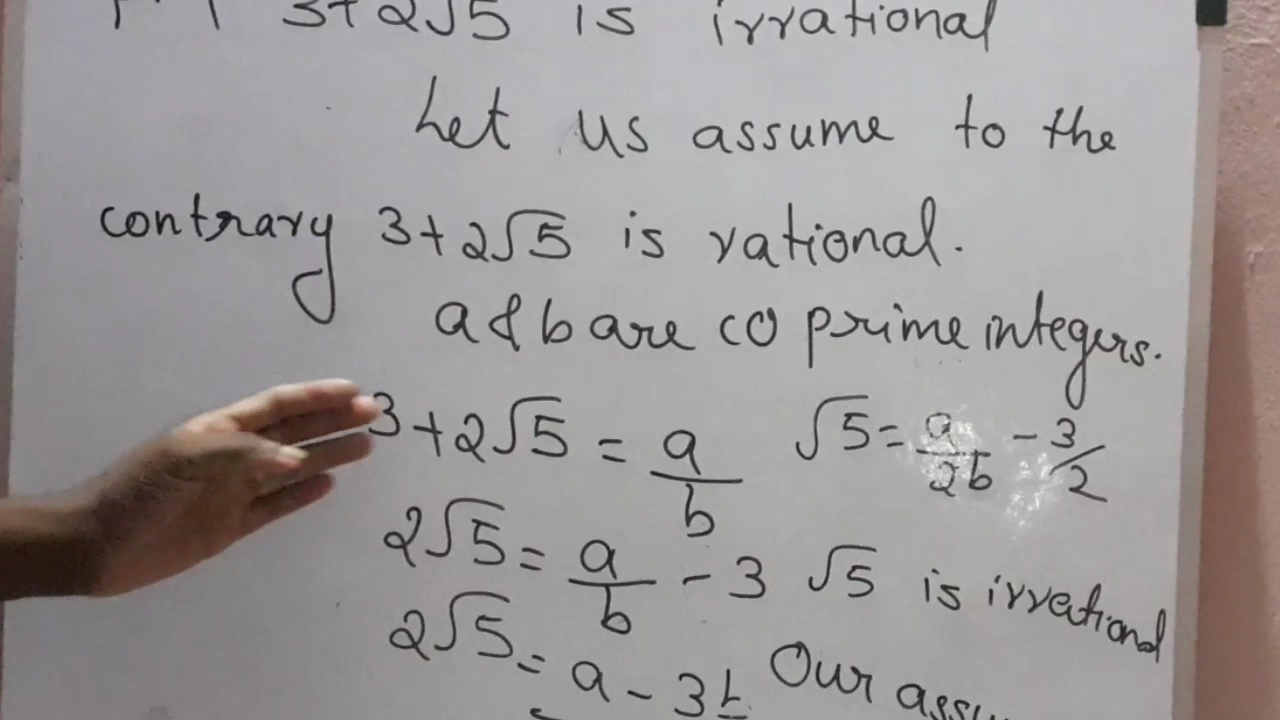 3+2√5 is irrational
Let us assume to the
contrary 3+2√5 is rational.
a & b are co prime integers.
3+2√5 = a/b
2√5 = a/b - 3
2√5 = a - 3b
√5 = a/2b - 3/2
√5 is irrational
Our